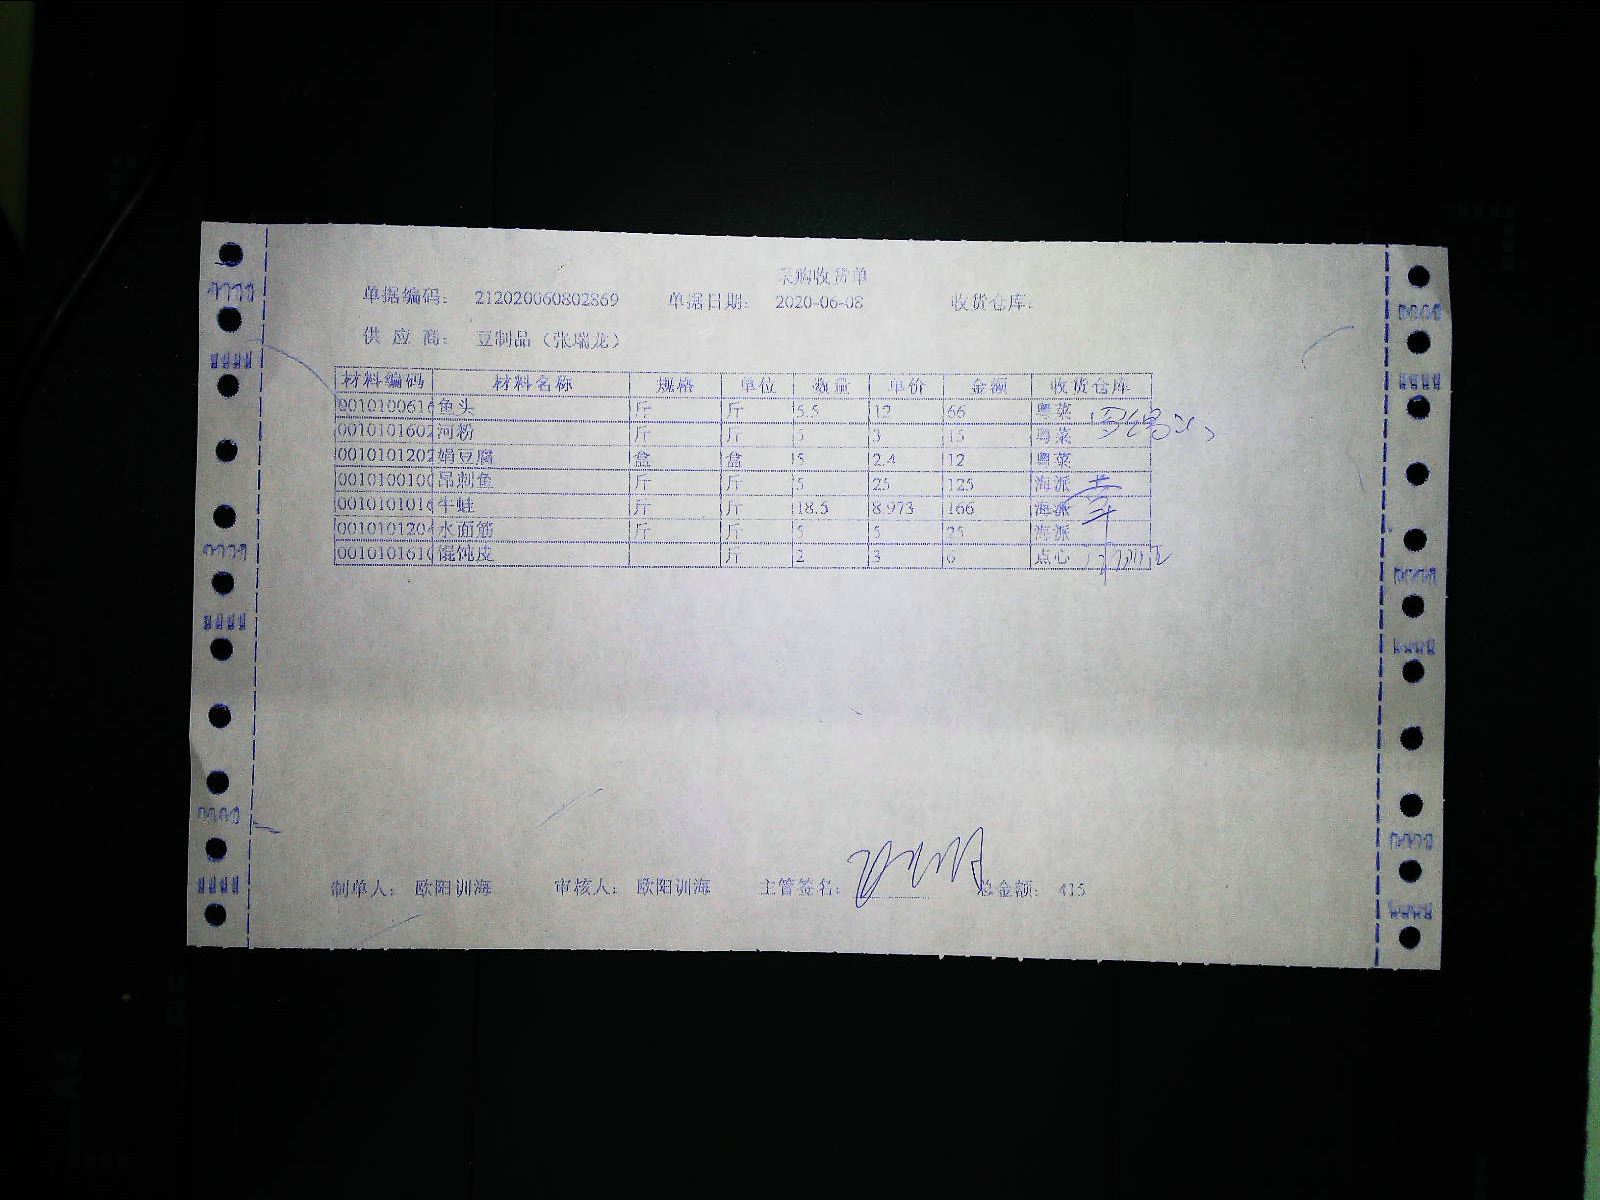 采购收货单
单据编码: 212020060802869 单据日期: 2020-06-08 收货仓库:
供 应 商: 豆制品（张瑞龙）
材料编码 材料名称 规格 单位 数量 单价 金额 收货仓库
001010061 鱼头 斤 斤 5.5 12 66 粤菜
001010160 河粉 斤 斤 5 3 15 粤菜
001010120 娟豆腐 盒 盒 5 2.4 12 粤菜
001010010 昂刺鱼 斤 斤 5 25 125 海派
001010101 牛蛙 斤 斤 18.5 8.973 166 海派
001010120 水面筋 斤 斤 5 5 25 海派
001010161 馄饨皮 斤 2 3 6 点心
制单人: 欧阳训海 审核人: 欧阳训海 主管签名: 总金额: 415